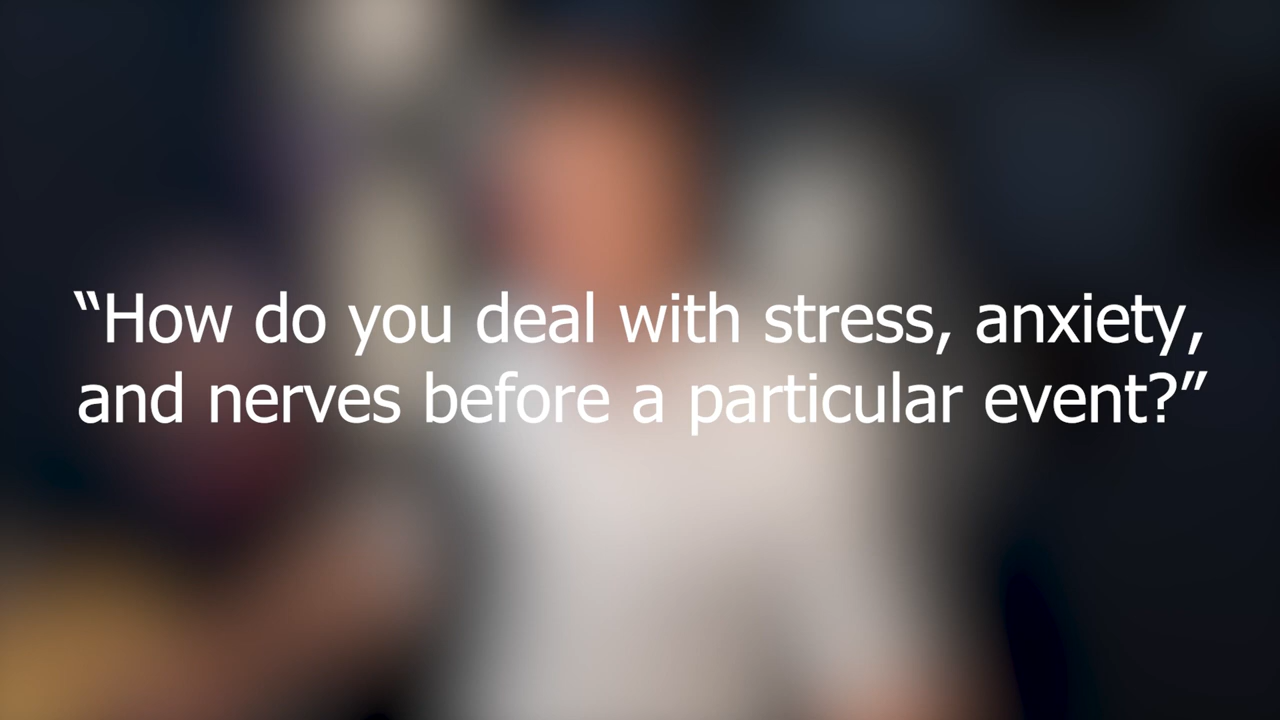 “How do you deal with stress, anxiety,
and nerves before a particular event?”